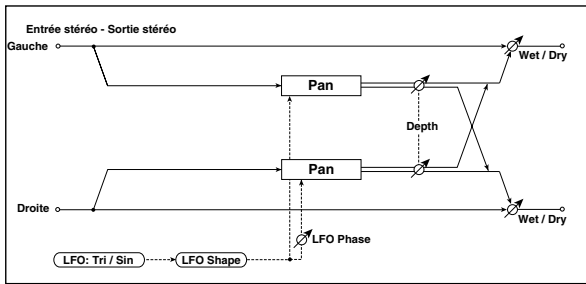 Entrée stéréo - Sortie stéréo
Gauche
Wet / Dry
Pan
Depth
Pan
Droite
Wet / Dry
LFO Phase
LFO: Tri / Sin
LFO Shape